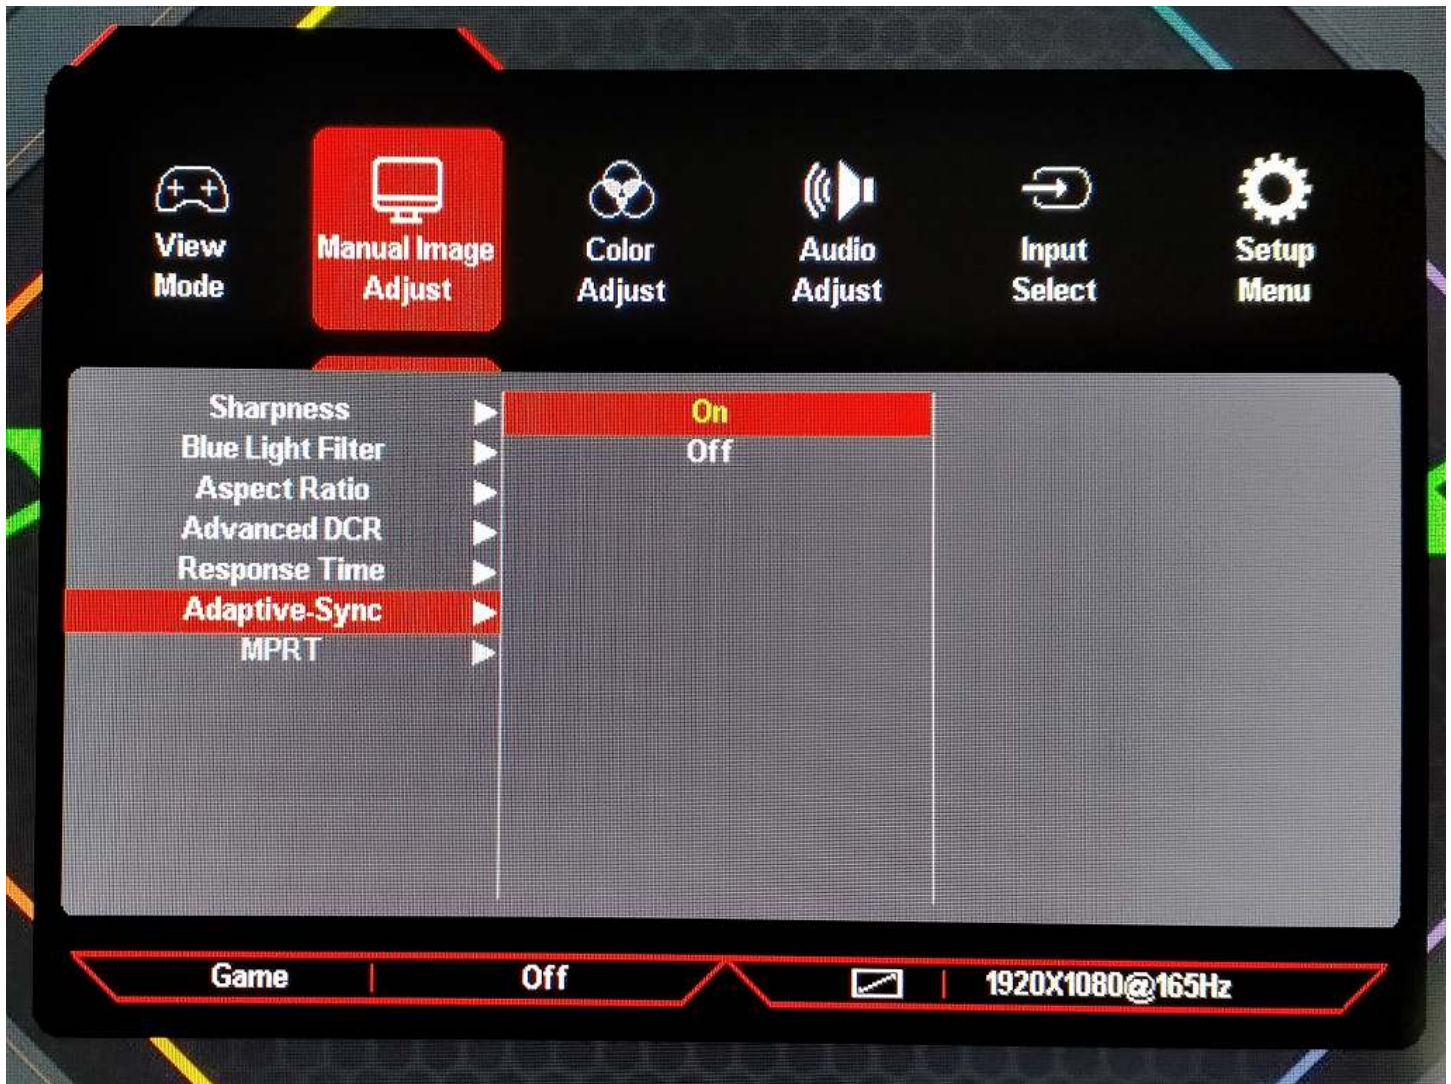 View
Mode
Manual Image
Adjust
Color
Adjust
Audio
Adjust
Input
Select
Setup
Menu
Sharpness
Blue Light Filter
Aspect Ratio
Advanced DCR
Response Time
Adaptive-Sync
MPRT
On
Off
Game
Off
1920X1080@165Hz